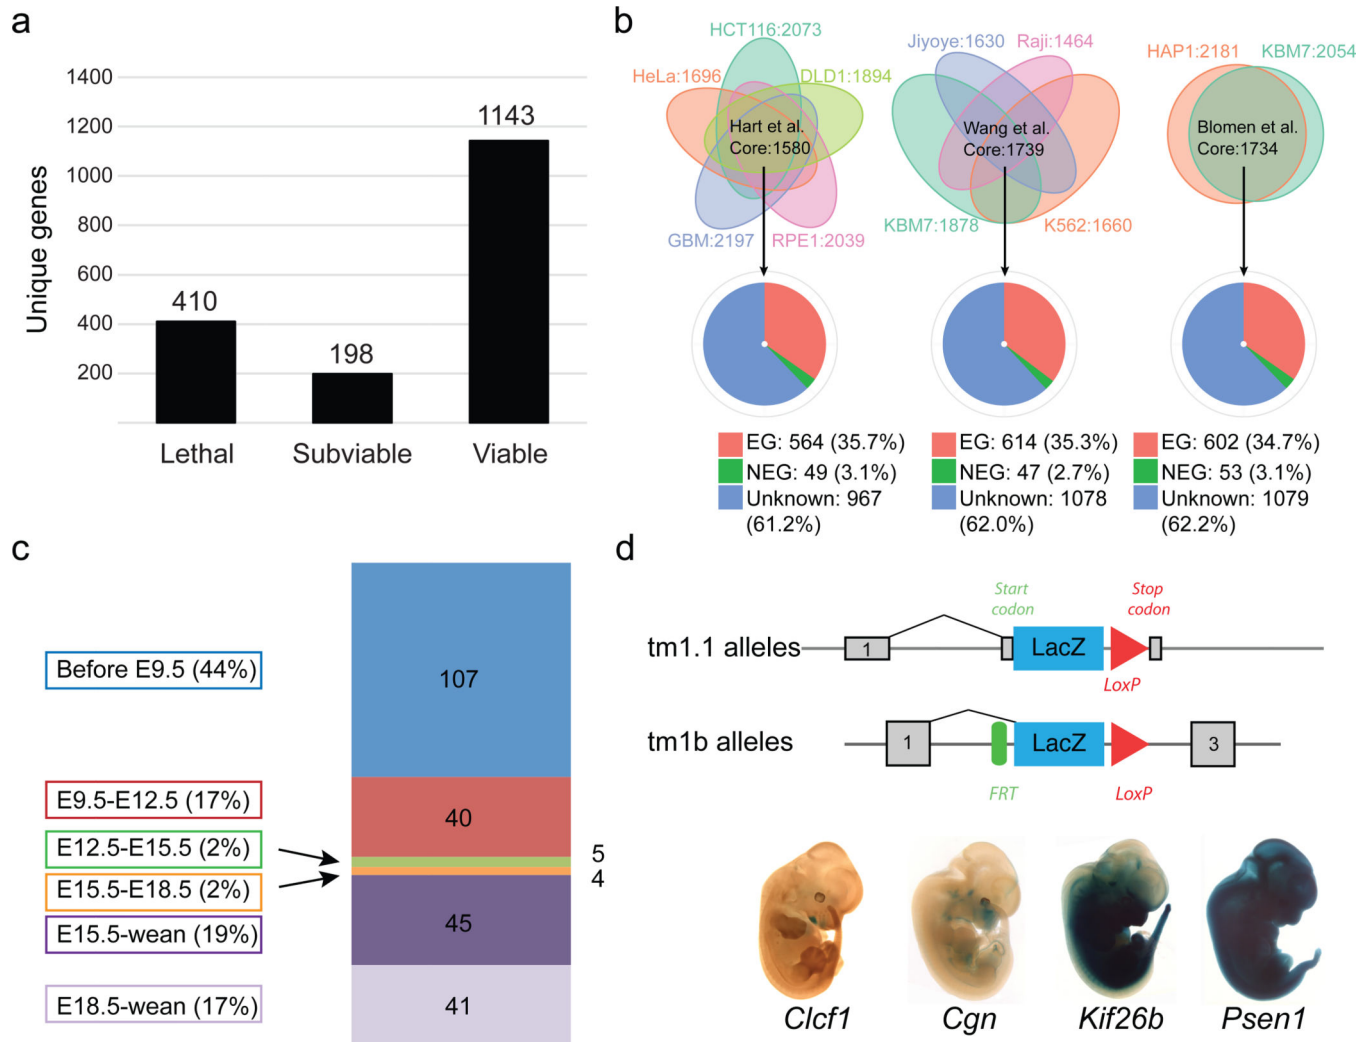 a
Unique genes
1400
1200
1000
800
600
400
200
410
198
1143
Lethal
Subviable
Viable
b
HCT116:2073
HeLa:1696
DLD1:1894
Hart et al.
Core:1580
GBM:2197
RPE1:2039
Jiyoye:1630
Raji:1464
Wang et al.
Core:1739
KBM7:1878
K562:1660
HAP1:2181
KBM7:2054
Blomen et al.
Core:1734
EG: 564 (35.7%)
NEG: 49 (3.1%)
Unknown: 967
(61.2%)
EG: 614 (35.3%)
NEG: 47 (2.7%)
Unknown: 1078
(62.0%)
EG: 602 (34.7%)
NEG: 53 (3.1%)
Unknown: 1079
(62.2%)
c
Before E9.5 (44%)
E9.5-E12.5 (17%)
E12.5-E15.5 (2%)
E15.5-E18.5 (2%)
E15.5-wean (19%)
E18.5-wean (17%)
107
40
5
4
45
41
d
Start
codon
Stop
codon
tm1.1 alleles
1
LacZ
LoxP
tm1b alleles
1
LacZ
3
FRT
LoxP
Clcf1
Cgn
Kif26b
Psen1